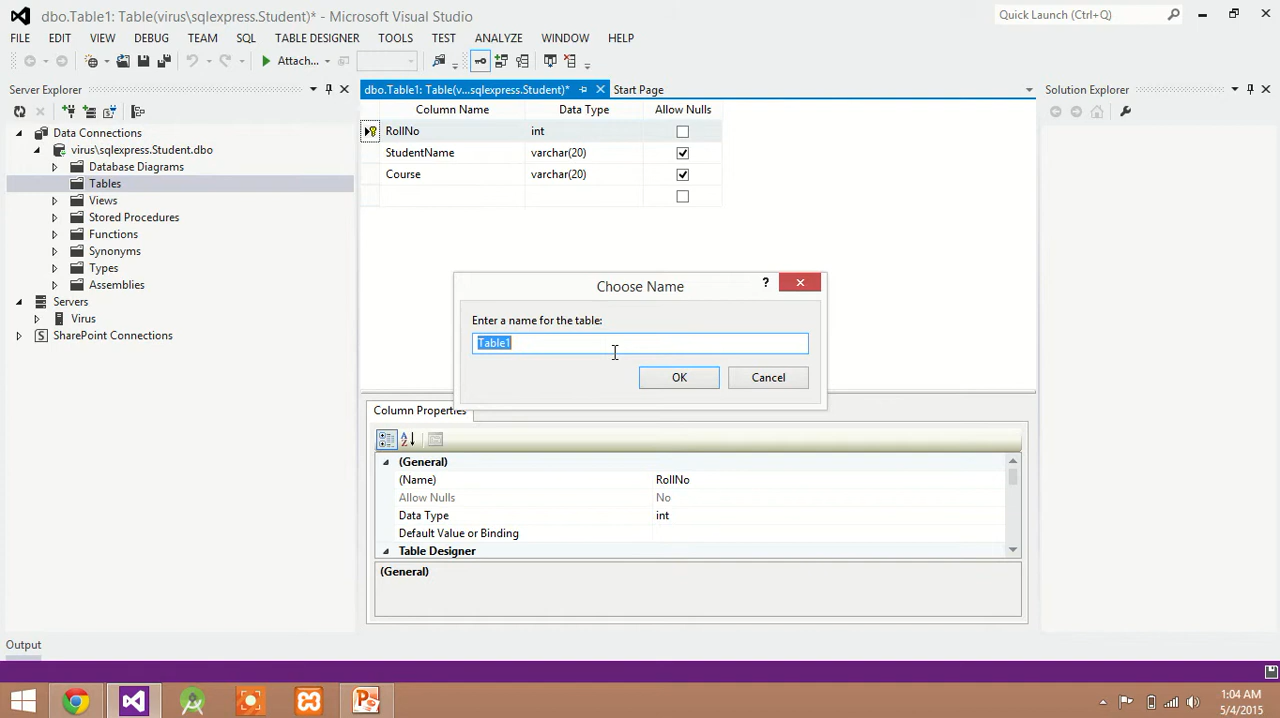 dbo.Table1: Table(virus\sqlexpress.Student)* - Microsoft Visual Studio
Quick Launch (Ctrl+Q)
FILE EDIT VIEW DEBUG TEAM SQL TABLE DESIGNER TOOLS TEST ANALYZE WINDOW HELP
Attach...
Server Explorer
dbo.Table1: Table(v...sqlexpress.Student)*
Start Page
Solution Explorer
Column Name Data Type Allow Nulls
RollNo int
StudentName varchar(20)
Course varchar(20)
Data Connections
virus\sqlexpress.Student.dbo
Database Diagrams
Tables
Views
Stored Procedures
Functions
Synonyms
Types
Assemblies
Servers
Virus
SharePoint Connections
Choose Name
?
Enter a name for the table:
Table1
OK
Cancel
Column Properties
(General)
(Name) RollNo
Allow Nulls No
Data Type int
Default Value or Binding
Table Designer
(General)
Output
1:04 AM
5/4/2015